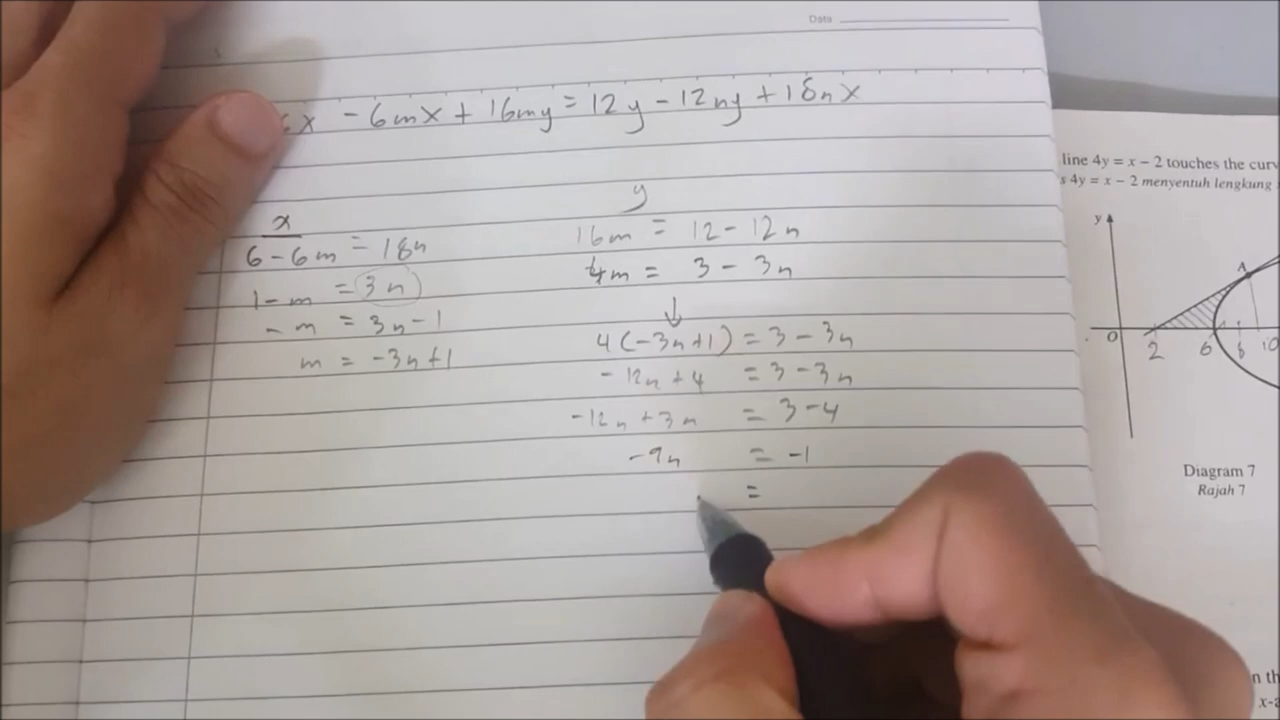 Date
6x - 6mx + 16my = 12y - 12ny + 18nx
x
6 - 6m = 18n
1 - m = 3n
- m = 3n - 1
m = -3n + 1
y
16m = 12 - 12n
4m = 3 - 3n
↓
4(-3n+1) = 3 - 3n
- 12n + 4 = 3 - 3n
-12n + 3n = 3 - 4
-9n = -1
=
line 4y = x − 2 touches the
s 4y = x − 2 menyentuh lengkung
y
A
O 2 6 8 10
Diagram 7
Rajah 7